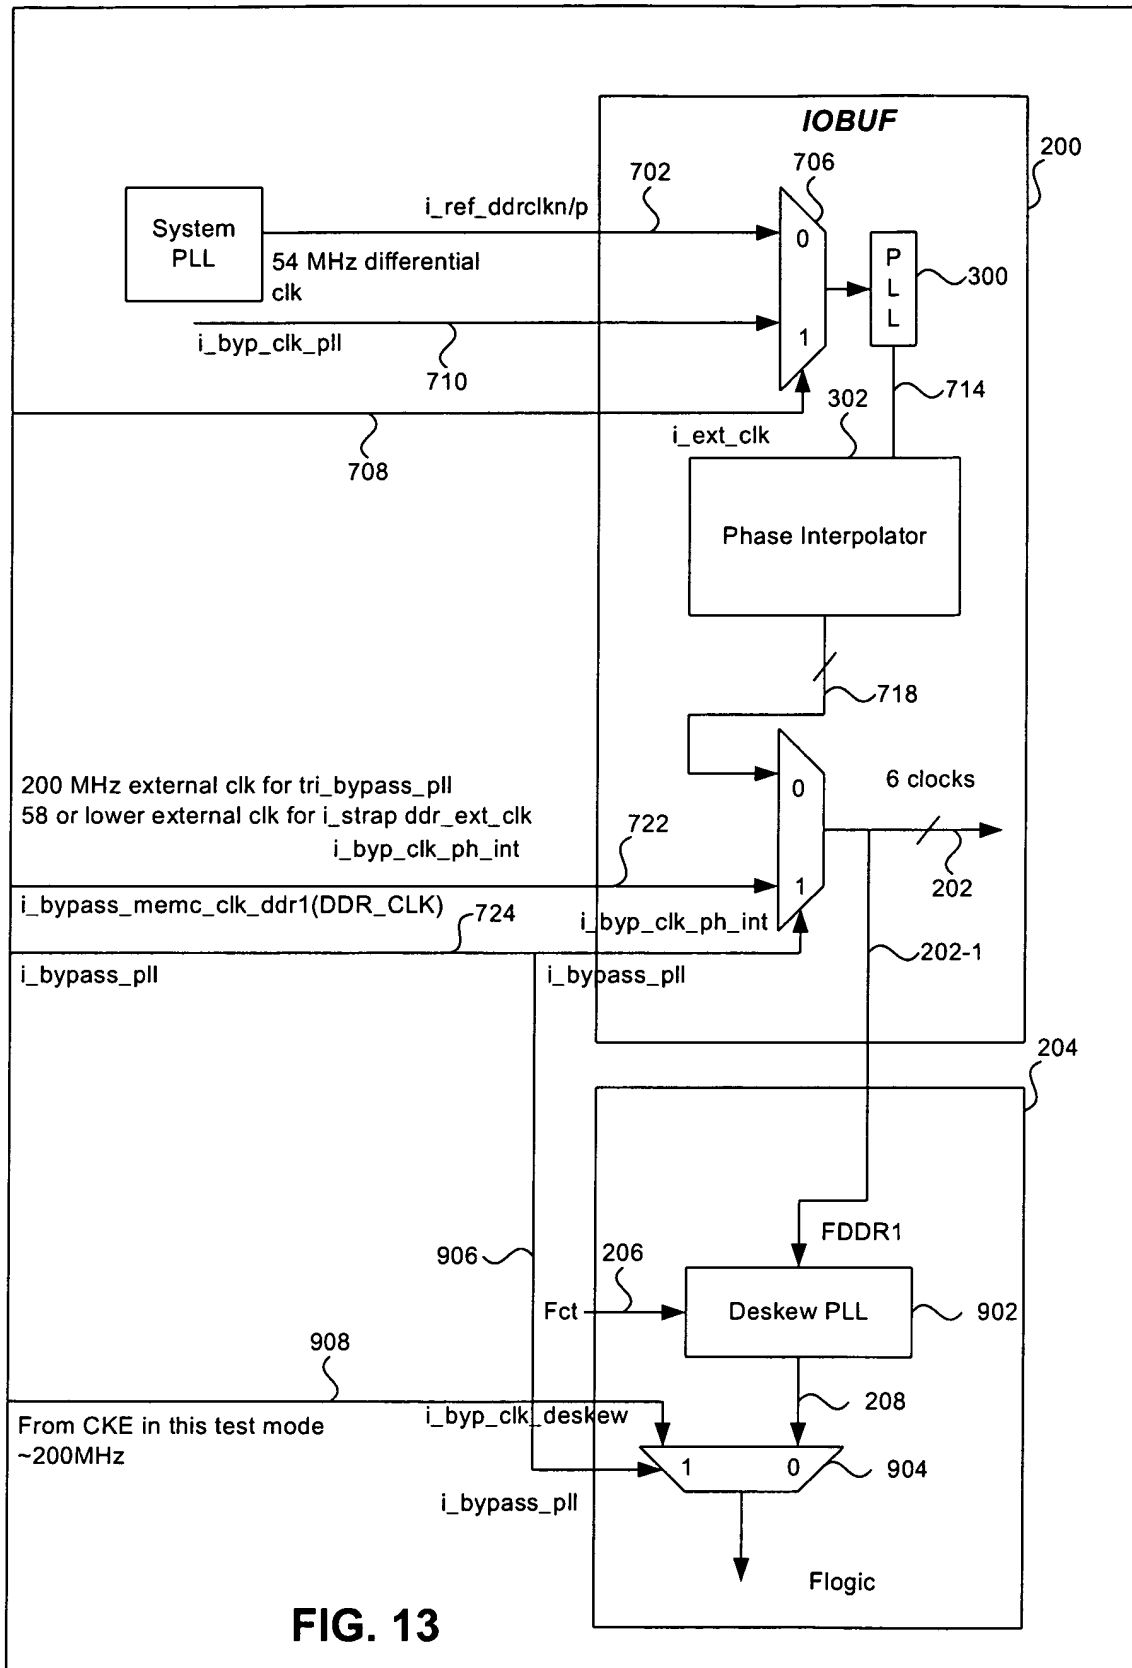 IOBUF
200
702
706
i_ref_ddrclkn/p
System
PLL
0
P
L
L
300
54 MHz differential
clk
i_byp_clk_pll
1
710
714
302
i_ext_clk
708
Phase Interpolator
718
200 MHz external clk for tri_bypass_pll
58 or lower external clk for i_strap ddr_ext_clk
i_byp_clk_ph_int
6 clocks
0
722
202
1
i_bypass_memc_clk_ddr1(DDR_CLK)
724
i_byp_clk_ph_int
202-1
i_bypass_pll
i_bypass_pll
204
FDDR1
906
206
Fct
Deskew PLL
902
908
208
i_byp_clk_deskew
From CKE in this test mode
~200MHz
1
0
904
i_bypass_pll
Flogic
FIG. 13